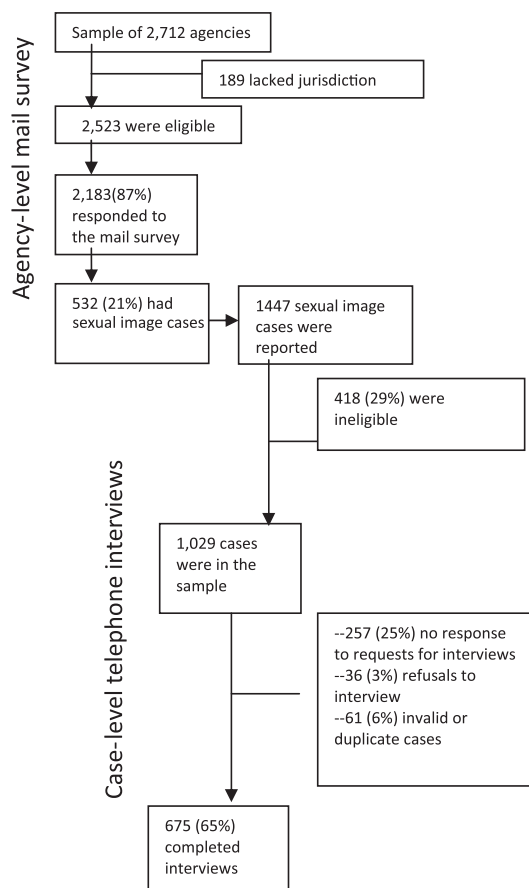 Agency-level mail survey
Sample of 2,712 agencies
189 lacked jurisdiction
2,523 were eligible
2,183(87%)
responded to
the mail survey
532 (21%) had
sexual image cases
1447 sexual image
cases were
reported
418 (29%) were
ineligible
Case-level telephone interviews
1,029 cases
were in the
sample
--257 (25%) no response
to requests for interviews
--36 (3%) refusals to
interview
--61 (6%) invalid or
duplicate cases
675 (65%)
completed
interviews